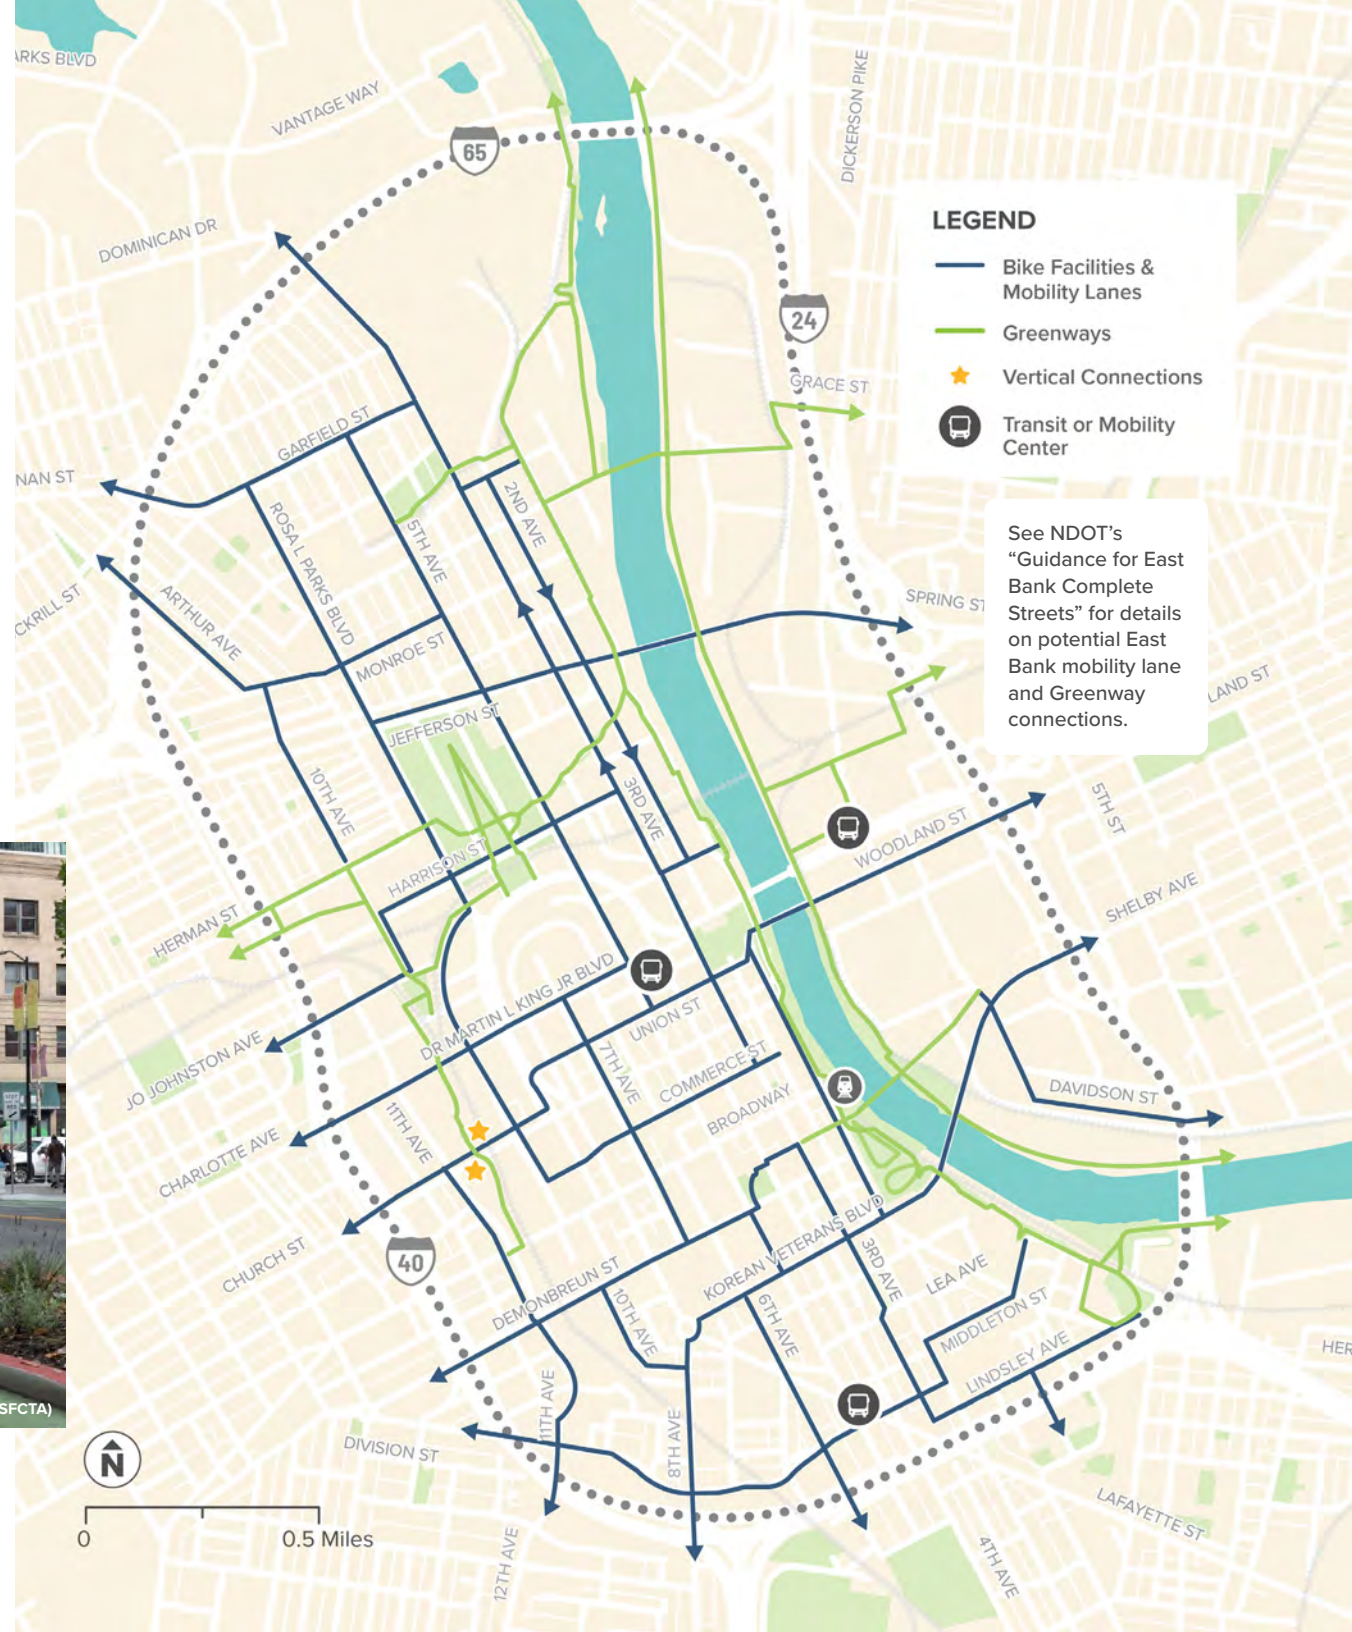 ARKS BLVD
VANTAGE WAY
DICKERSON PIKE
65
DOMINICAN DR
LEGEND
Bike Facilities &
Mobility Lanes
Greenways
Vertical Connections
Transit or Mobility
Center
24
GRACE ST
GARFIELD ST
NAN ST
2ND AVE
ROSA L PARKS BLVD
5TH AVE
See NDOT's
“Guidance for East
Bank Complete
Streets” for details
on potential East
Bank mobility lane
and Greenway
connections.
CKRILL ST
ARTHUR AVE
SPRING ST
MONROE ST
LAND ST
JEFFERSON ST
10TH AVE
3RD AVE
5TH ST
WOODLAND ST
HARRISON ST
SHELBY AVE
HERMAN ST
DR MARTIN L KING JR BLVD
UNION ST
JO JOHNSTON AVE
7TH AVE
COMMERCE ST
BROADWAY
DAVIDSON ST
11TH AVE
CHARLOTTE AVE
CHURCH ST
40
KOREAN VETERANS BLVD
3RD AVE
LEA AVE
DEMONBREUN ST
10TH AVE
6TH AVE
MIDDLETON ST
LINDSLEY AVE
HER
SFCTA)
11TH AVE
8TH AVE
DIVISION ST
N
0
0.5 Miles
LAFAYETTE ST
12TH AVE
4TH AVE